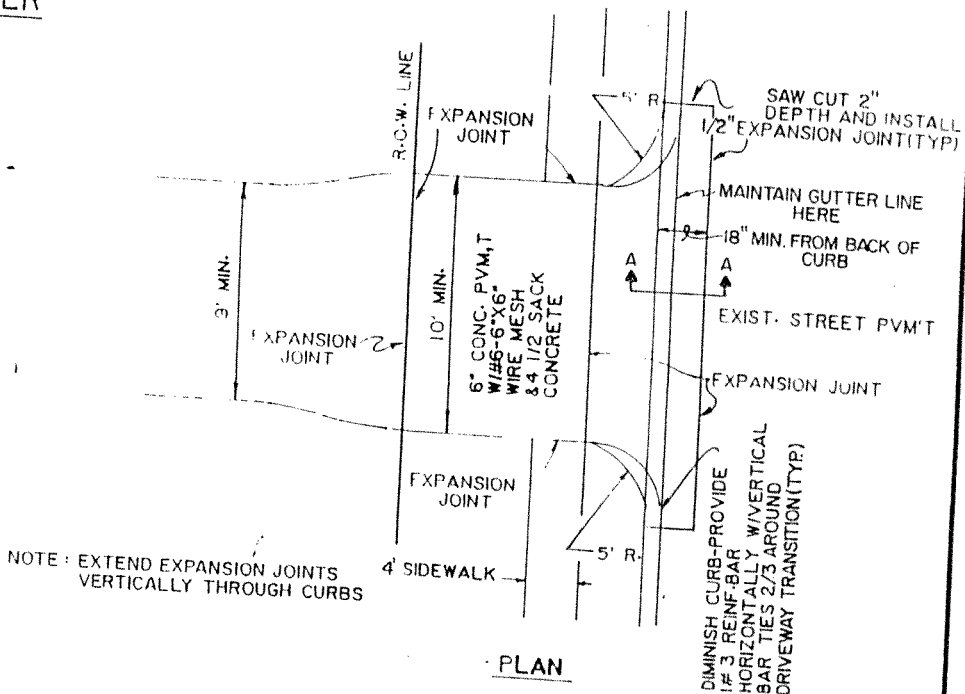 R.O.W. LINE
EXPANSION
JOINT
5' R.
SAW CUT 2"
DEPTH AND INSTALL
1/2" EXPANSION JOINT(TYP)
MAINTAIN GUTTER LINE
HERE
18" MIN. FROM BACK OF
CURB
A
A
EXIST. STREET PVM'T
EXPANSION JOINT
9' MIN.
EXPANSION
JOINT
10' MIN.
6" CONC. PVM,T
W/#6-6"X6"
WIRE MESH
&4 1/2 SACK
CONCRETE
EXPANSION
JOINT
5' R.
4' SIDEWALK
NOTE: EXTEND EXPANSION JOINTS
VERTICALLY THROUGH CURBS
DIMINISH CURB-PROVIDE
1#3 REINF. BAR
HORIZONTALLY W/VERTICAL
BAR TIES 2/3 AROUND
DRIVEWAY TRANSITION(TYP.)
PLAN